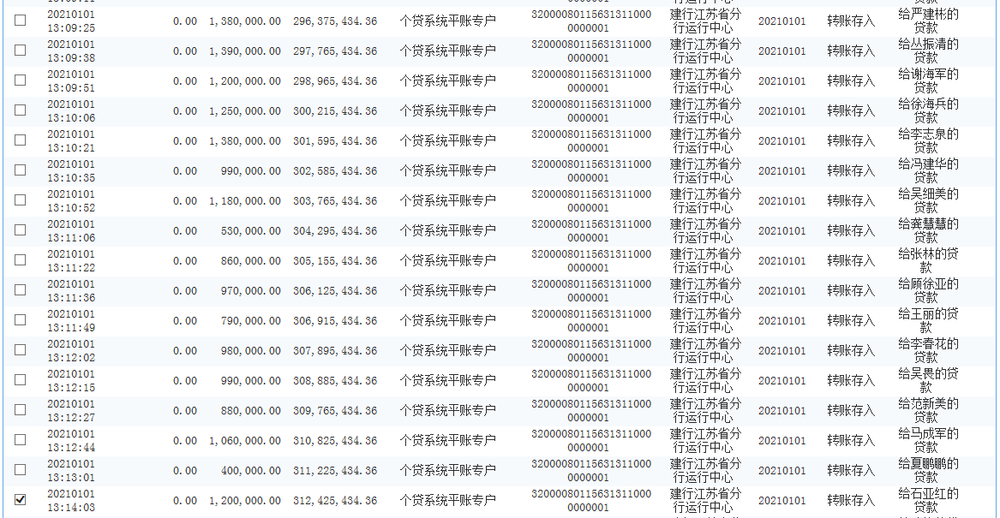 20210101 13:09:25 0.00 1,380,000.00 296,375,434.36 个贷系统平账专户 32000080115631311000 0000001 建行江苏省分行运行中心 20210101 转账存入 给严建彬的贷款
20210101 13:09:38 0.00 1,390,000.00 297,765,434.36 个贷系统平账专户 32000080115631311000 0000001 建行江苏省分行运行中心 20210101 转账存入 给丛振清的贷款
20210101 13:09:51 0.00 1,200,000.00 298,965,434.36 个贷系统平账专户 32000080115631311000 0000001 建行江苏省分行运行中心 20210101 转账存入 给谢海军的贷款
20210101 13:10:06 0.00 1,250,000.00 300,215,434.36 个贷系统平账专户 32000080115631311000 0000001 建行江苏省分行运行中心 20210101 转账存入 给徐海兵的贷款
20210101 13:10:21 0.00 1,380,000.00 301,595,434.36 个贷系统平账专户 32000080115631311000 0000001 建行江苏省分行运行中心 20210101 转账存入 给李志泉的贷款
20210101 13:10:35 0.00 990,000.00 302,585,434.36 个贷系统平账专户 32000080115631311000 0000001 建行江苏省分行运行中心 20210101 转账存入 给冯建华的贷款
20210101 13:10:52 0.00 1,180,000.00 303,765,434.36 个贷系统平账专户 32000080115631311000 0000001 建行江苏省分行运行中心 20210101 转账存入 给吴细美的贷款
20210101 13:11:06 0.00 530,000.00 304,295,434.36 个贷系统平账专户 32000080115631311000 0000001 建行江苏省分行运行中心 20210101 转账存入 给龚慧慧的贷款
20210101 13:11:22 0.00 860,000.00 305,155,434.36 个贷系统平账专户 32000080115631311000 0000001 建行江苏省分行运行中心 20210101 转账存入 给张林的贷款
20210101 13:11:36 0.00 970,000.00 306,125,434.36 个贷系统平账专户 32000080115631311000 0000001 建行江苏省分行运行中心 20210101 转账存入 给顾徐亚的贷款
20210101 13:11:49 0.00 790,000.00 306,915,434.36 个贷系统平账专户 32000080115631311000 0000001 建行江苏省分行运行中心 20210101 转账存入 给王丽的贷款
20210101 13:12:02 0.00 980,000.00 307,895,434.36 个贷系统平账专户 32000080115631311000 0000001 建行江苏省分行运行中心 20210101 转账存入 给李春花的贷款
20210101 13:12:15 0.00 990,000.00 308,885,434.36 个贷系统平账专户 32000080115631311000 0000001 建行江苏省分行运行中心 20210101 转账存入 给吴畏的贷款
20210101 13:12:27 0.00 880,000.00 309,765,434.36 个贷系统平账专户 32000080115631311000 0000001 建行江苏省分行运行中心 20210101 转账存入 给范新美的贷款
20210101 13:12:44 0.00 1,060,000.00 310,825,434.36 个贷系统平账专户 32000080115631311000 0000001 建行江苏省分行运行中心 20210101 转账存入 给马成军的贷款
20210101 13:13:01 0.00 400,000.00 311,225,434.36 个贷系统平账专户 32000080115631311000 0000001 建行江苏省分行运行中心 20210101 转账存入 给夏鹏鹏的贷款
20210101 13:14:03 0.00 1,200,000.00 312,425,434.36 个贷系统平账专户 32000080115631311000 0000001 建行江苏省分行运行中心 20210101 转账存入 给石亚红的贷款